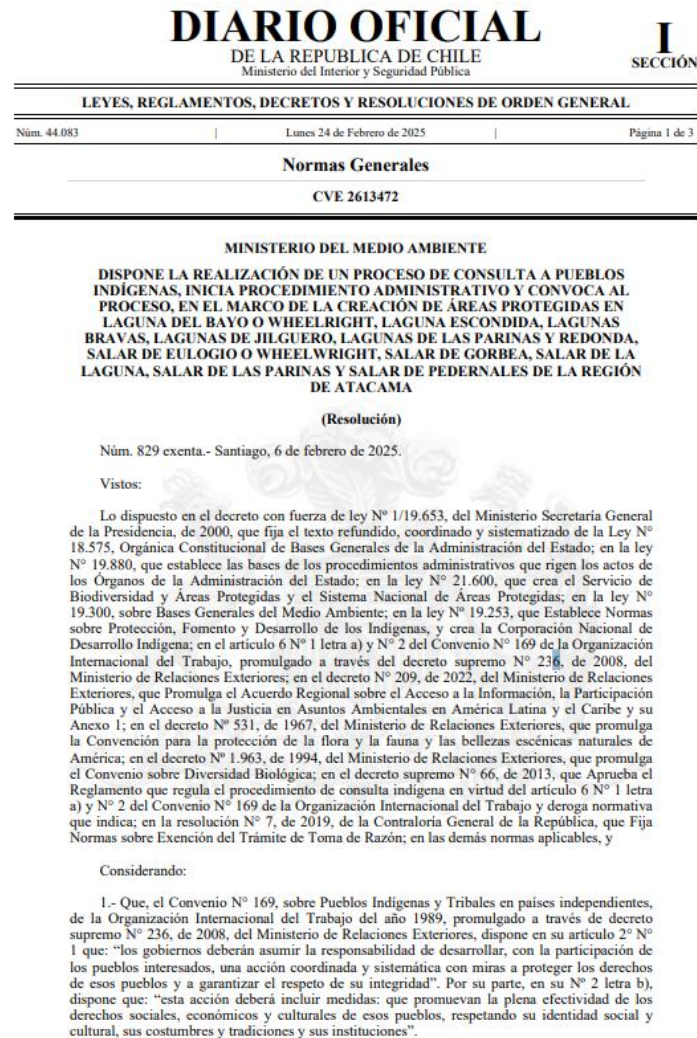 DIARIO OFICIAL
DE LA REPUBLICA DE CHILE
Ministerio del Interior y Seguridad Pública
I
SECCIÓN
LEYES, REGLAMENTOS, DECRETOS Y RESOLUCIONES DE ORDEN GENERAL
Núm. 44.083 | Lunes 24 de Febrero de 2025 | Página 1 de 3
Normas Generales
CVE 2613472
MINISTERIO DEL MEDIO AMBIENTE
DISPONE LA REALIZACIÓN DE UN PROCESO DE CONSULTA A PUEBLOS
INDÍGENAS, INICIA PROCEDIMIENTO ADMINISTRATIVO Y CONVOCA AL
PROCESO, EN EL MARCO DE LA CREACIÓN DE ÁREAS PROTEGIDAS EN
LAGUNA DEL BAYO O WHEELRIGHT, LAGUNA ESCONDIDA, LAGUNAS
BRAVAS, LAGUNAS DE JILGUERO, LAGUNAS DE LAS PARINAS Y REDONDA,
SALAR DE EULOGIO O WHEELWRIGHT, SALAR DE GORBEA, SALAR DE LA
LAGUNA, SALAR DE LAS PARINAS Y SALAR DE PEDERNALES DE LA REGIÓN
DE ATACAMA
(Resolución)
Núm. 829 exenta.- Santiago, 6 de febrero de 2025.
Vistos:
Lo dispuesto en el decreto con fuerza de ley Nº 1/19.653, del Ministerio Secretaría General
de la Presidencia, de 2000, que fija el texto refundido, coordinado y sistematizado de la Ley N°
18.575, Orgánica Constitucional de Bases Generales de la Administración del Estado; en la ley
N° 19.880, que establece las bases de los procedimientos administrativos que rigen los actos de
los Órganos de la Administración del Estado; en la ley N° 21.600, que crea el Servicio de
Biodiversidad y Áreas Protegidas y el Sistema Nacional de Áreas Protegidas; en la ley N°
19.300, sobre Bases Generales del Medio Ambiente; en la ley Nº 19.253, que Establece Normas
sobre Protección, Fomento y Desarrollo de los Indígenas, y crea la Corporación Nacional de
Desarrollo Indígena; en el artículo 6 Nº 1 letra a) y N° 2 del Convenio N° 169 de la Organización
Internacional del Trabajo, promulgado a través del decreto supremo N° 236, de 2008, del
Ministerio de Relaciones Exteriores; en el decreto N° 209, de 2022, del Ministerio de Relaciones
Exteriores, que Promulga el Acuerdo Regional sobre el Acceso a la Información, la Participación
Pública y el Acceso a la Justicia en Asuntos Ambientales en América Latina y el Caribe y su
Anexo 1; en el decreto Nº 531, de 1967, del Ministerio de Relaciones Exteriores, que promulga
la Convención para la protección de la flora y la fauna y las bellezas escénicas naturales de
América; en el decreto Nº 1.963, de 1994, del Ministerio de Relaciones Exteriores, que promulga
el Convenio sobre Diversidad Biológica; en el decreto supremo N° 66, de 2013, que Aprueba el
Reglamento que regula el procedimiento de consulta indígena en virtud del artículo 6 N° 1 letra
a) y N° 2 del Convenio N° 169 de la Organización Internacional del Trabajo y deroga normativa
que indica; en la resolución N° 7, de 2019, de la Contraloría General de la República, que Fija
Normas sobre Exención del Trámite de Toma de Razón; en las demás normas aplicables, y
Considerando:
1.- Que, el Convenio N° 169, sobre Pueblos Indígenas y Tribales en países independientes,
de la Organización Internacional del Trabajo del año 1989, promulgado a través de decreto
supremo N° 236, de 2008, del Ministerio de Relaciones Exteriores, dispone en su artículo 2° N°
1 que: “los gobiernos deberán asumir la responsabilidad de desarrollar, con la participación de
los pueblos interesados, una acción coordinada y sistemática con miras a proteger los derechos
de esos pueblos y a garantizar el respeto de su integridad”. Por su parte, en su Nº 2 letra b),
dispone que: “esta acción deberá incluir medidas: que promuevan la plena efectividad de los
derechos sociales, económicos y culturales de esos pueblos, respetando su identidad social y
cultural, sus costumbres y tradiciones y sus instituciones”.